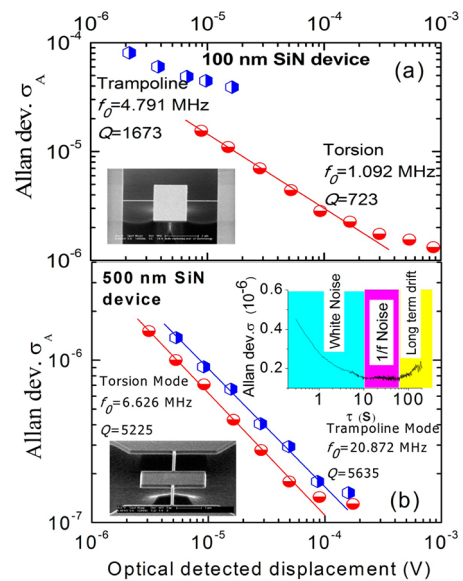 10⁻⁶ 10⁻⁵ 10⁻⁴ 10⁻³
10⁻⁴
100 nm SiN device
(a)
Trampoline
f₀=4.791 MHz
Q=1673
Allan dev. σ_A
10⁻⁵
Torsion
f₀=1.092 MHz
Q=723
10⁻⁶
500 nm SiN
device
0.6
0.4
0.2
Allan dev.σ (10⁻⁶)
White Noise
1/f Noise
Long term drift
1 10 100
τ (S)
10⁻⁶
Allan dev. σ_A
Torsion Mode
f₀=6.626 MHz
Q=5225
Trampoline Mode
f₀=20.872 MHz
Q=5635
(b)
10⁻⁷
10⁻⁶ 10⁻⁵ 10⁻⁴ 10⁻³
Optical detected displacement (V)